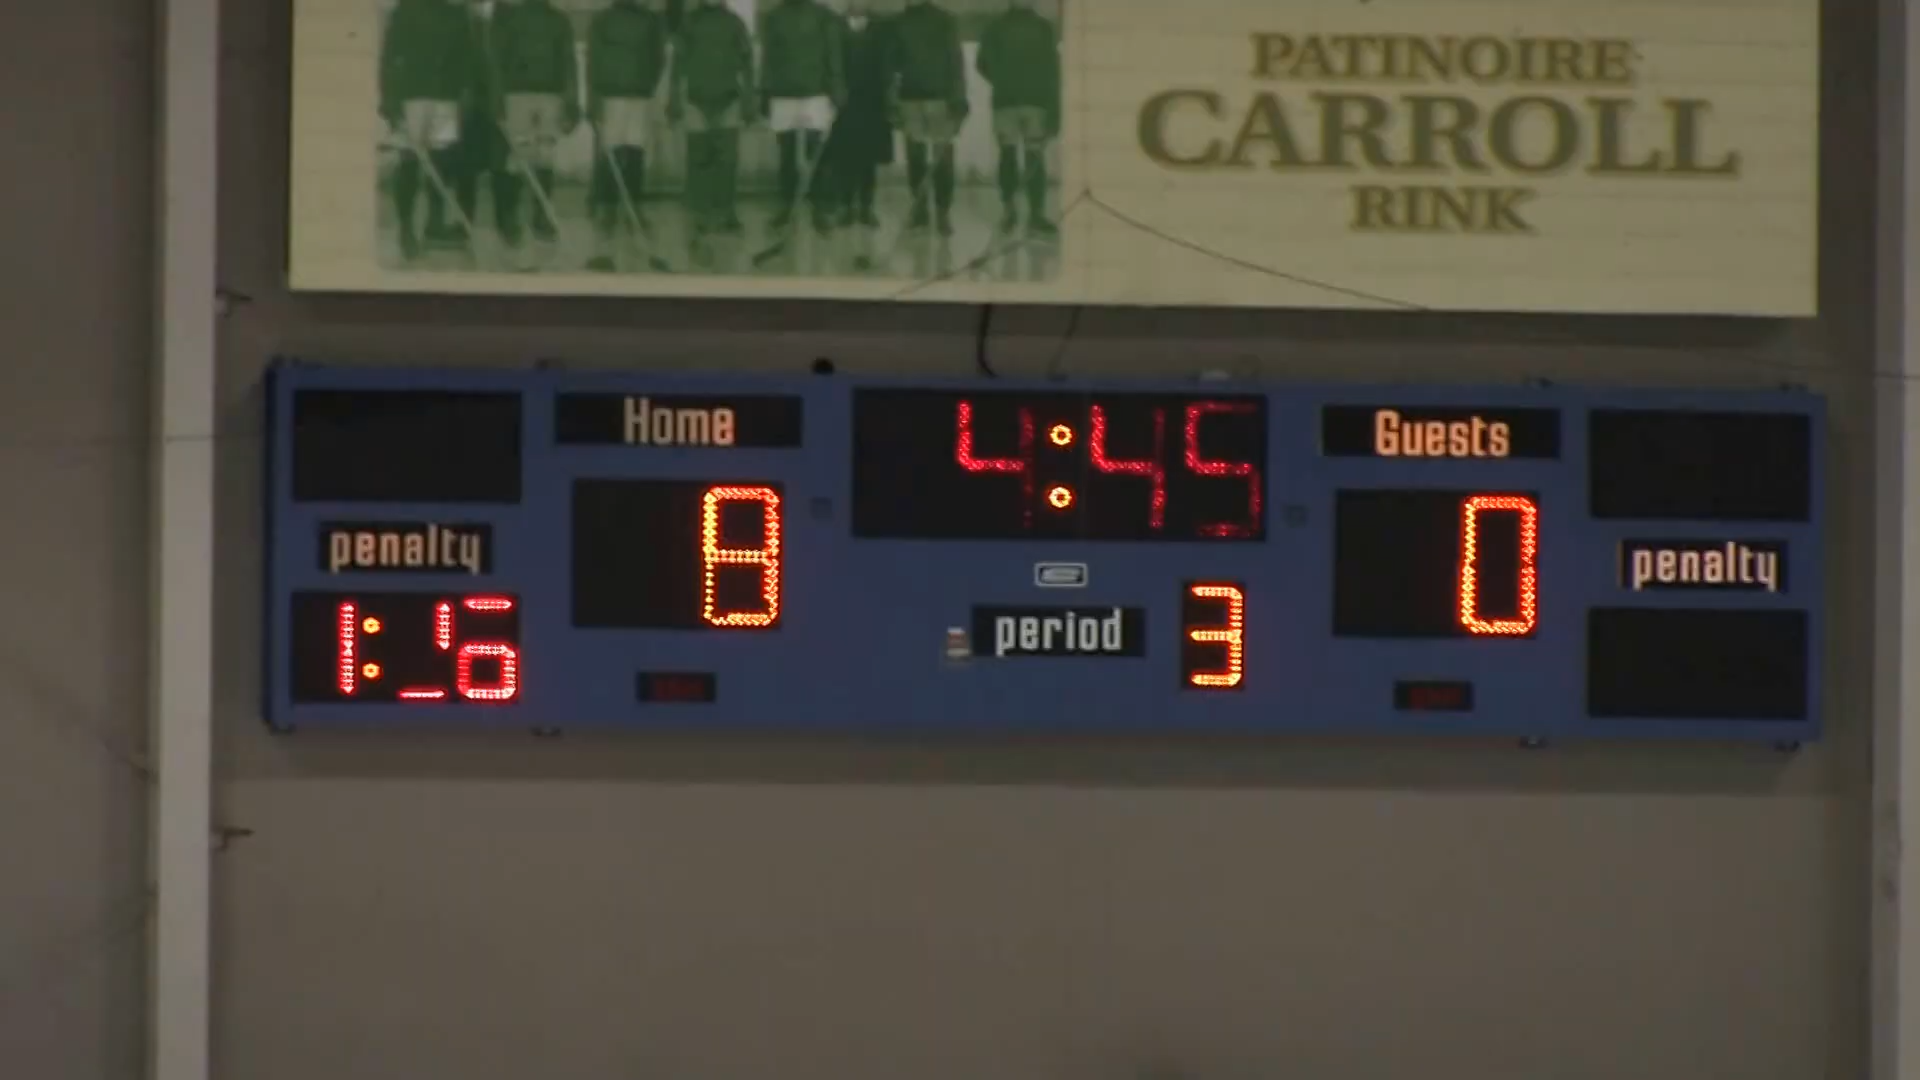 PATINOIRE
CARROLL
RINK
Home
4:45
Guests
8
0
penalty
penalty
period
3